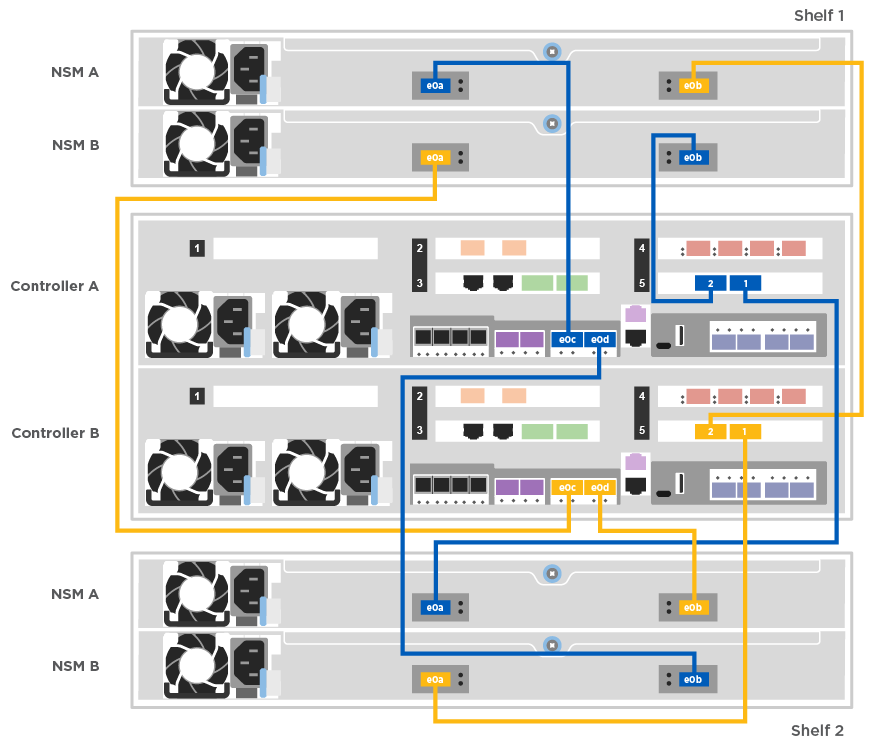 Shelf 1
NSM A
e0a
e0b
NSM B
e0a
e0b
1
2
4
Controller A
3
5
2
1
e0c
e0d
1
2
4
Controller B
3
5
2
1
e0c
e0d
NSM A
e0a
e0b
NSM B
e0a
e0b
Shelf 2